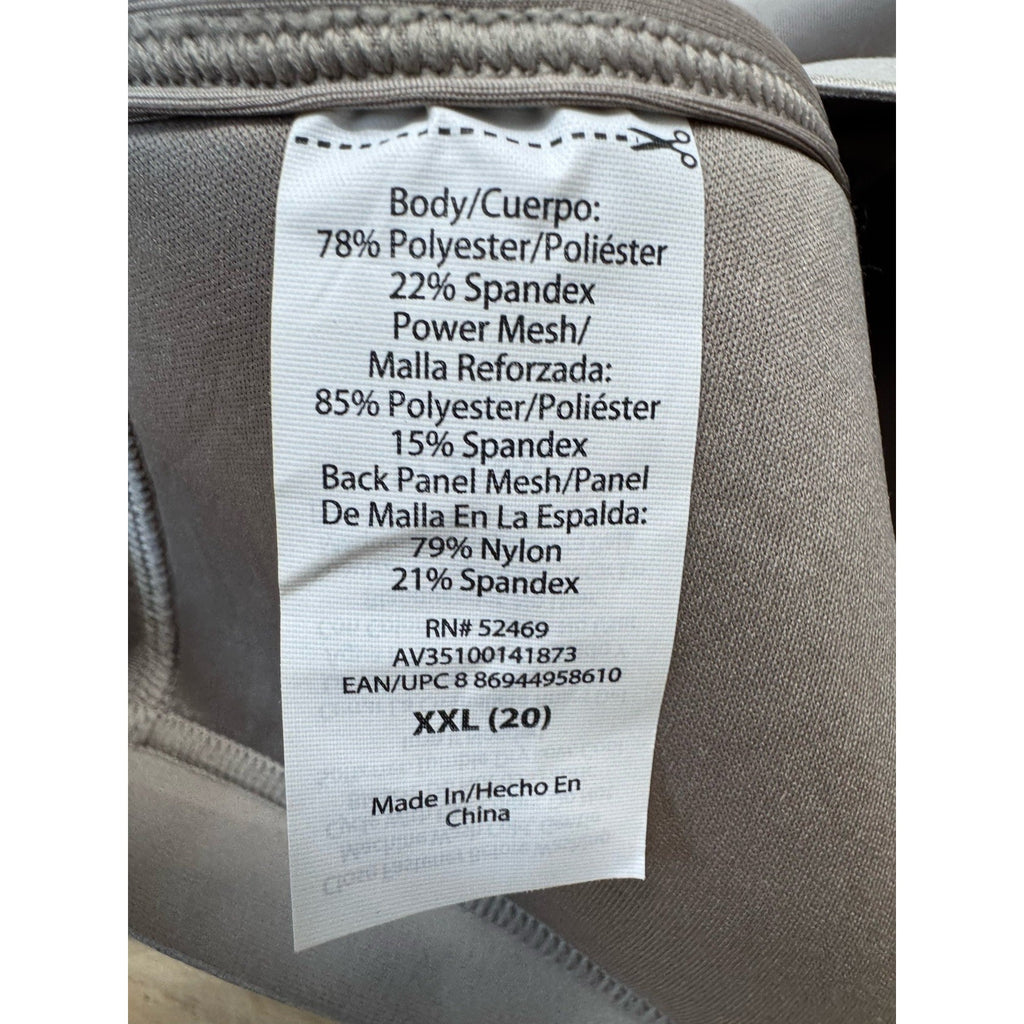 Body/Cuerpo:
78% Polyester/Poliéster
22% Spandex
Power Mesh/
Malla Reforzada:
85% Polyester/Poliéster
15% Spandex
Back Panel Mesh/Panel
De Malla En La Espalda:
79% Nylon
21% Spandex
RN# 52469
AV35100141873
EAN/UPC 8 86944958610
XXL (20)
Made In/Hecho En
China